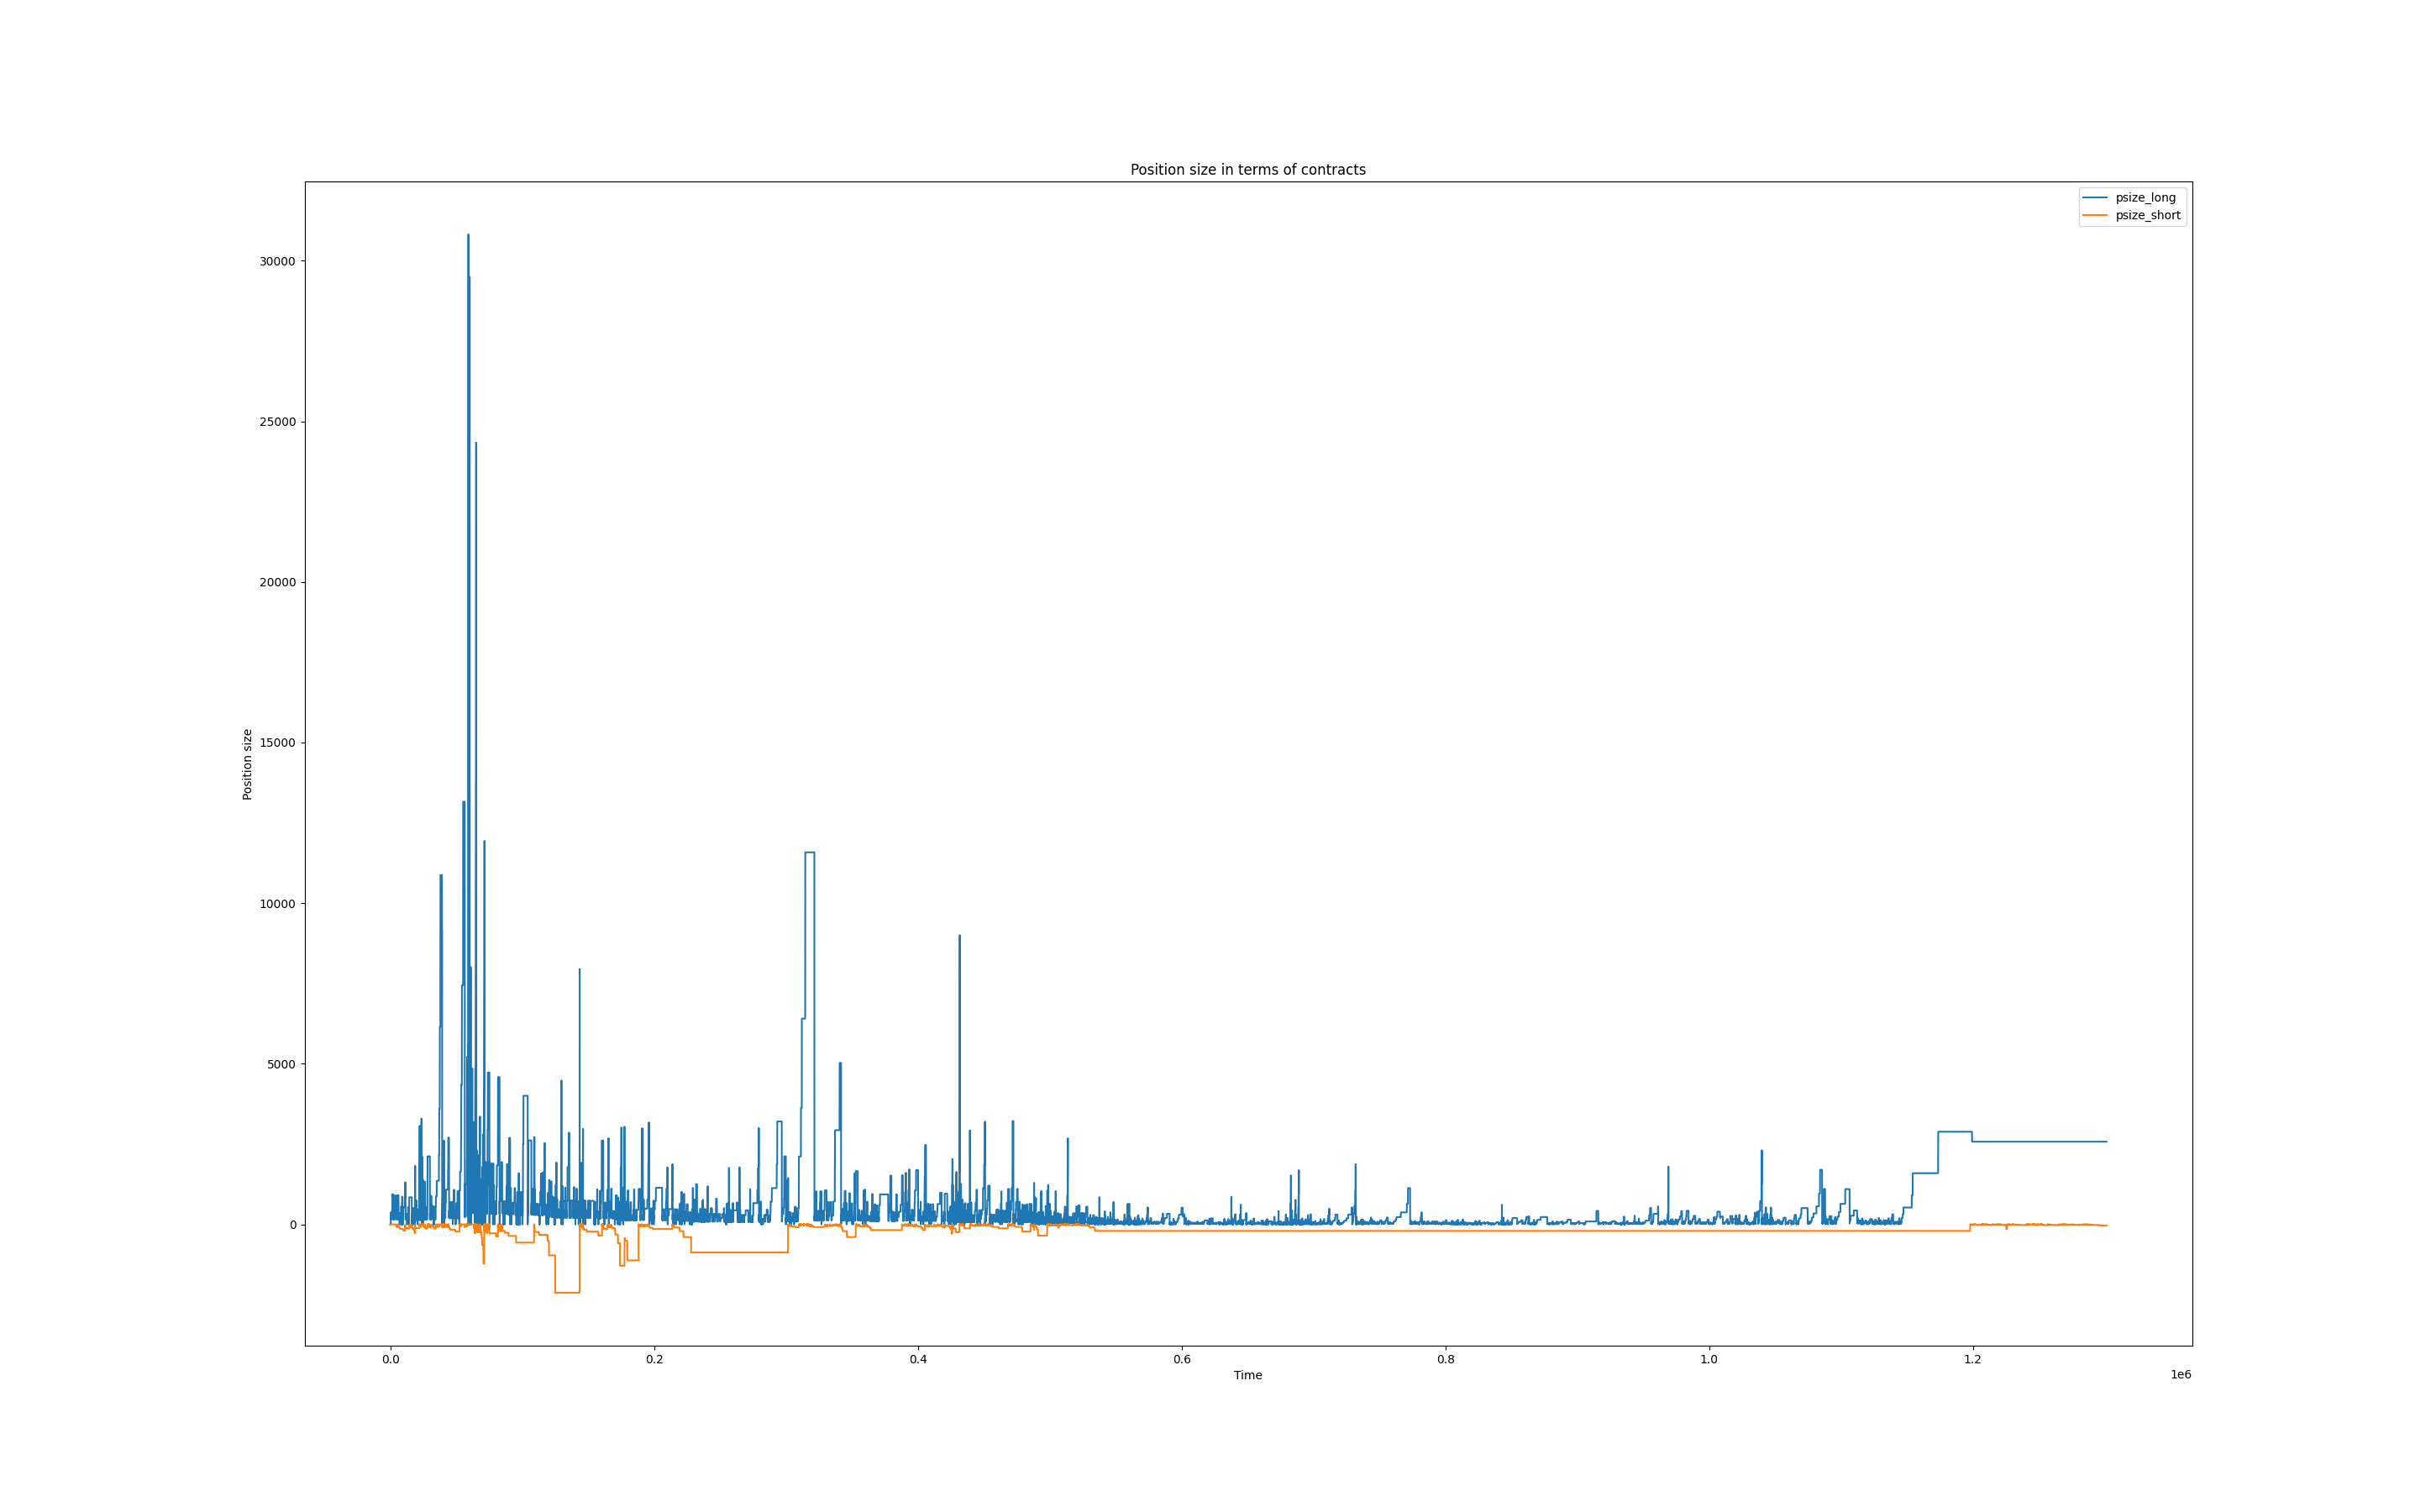 Position size in terms of contracts
psize_long
psize_short
30000
25000
20000
15000
10000
5000
0
Position size
0.0 0.2 0.4 0.6 0.8 1.0 1.2
Time
1e6